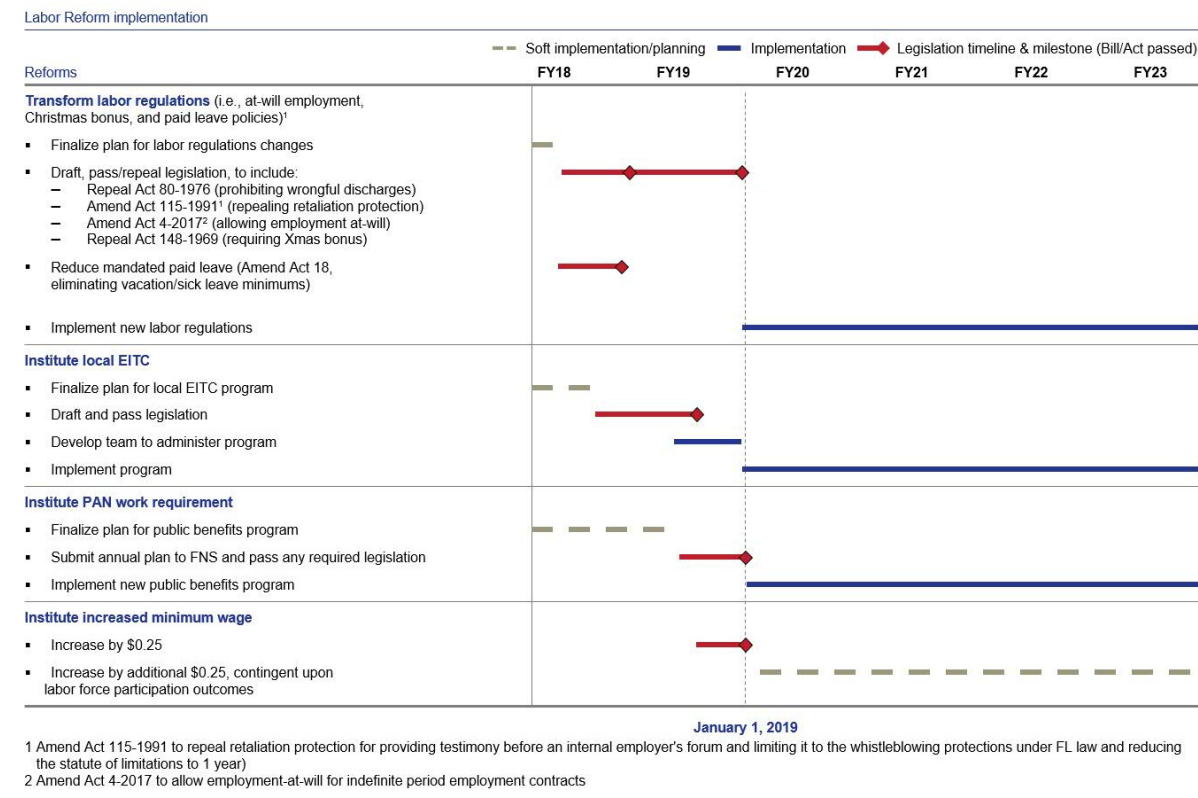 Labor Reform implementation
Soft implementation/planning Implementation Legislation timeline & milestone (Bill/Act passed)
Reforms FY18 FY19 FY20 FY21 FY22 FY23
Transform labor regulations (i.e., at-will employment,
Christmas bonus, and paid leave policies)¹
▪ Finalize plan for labor regulations changes
▪ Draft, pass/repeal legislation, to include:
– Repeal Act 80-1976 (prohibiting wrongful discharges)
– Amend Act 115-1991¹ (repealing retaliation protection)
– Amend Act 4-2017² (allowing employment at-will)
– Repeal Act 148-1969 (requiring Xmas bonus)
▪ Reduce mandated paid leave (Amend Act 18,
eliminating vacation/sick leave minimums)
▪ Implement new labor regulations
Institute local EITC
▪ Finalize plan for local EITC program
▪ Draft and pass legislation
▪ Develop team to administer program
▪ Implement program
Institute PAN work requirement
▪ Finalize plan for public benefits program
▪ Submit annual plan to FNS and pass any required legislation
▪ Implement new public benefits program
Institute increased minimum wage
▪ Increase by $0.25
▪ Increase by additional $0.25, contingent upon
labor force participation outcomes
January 1, 2019
1 Amend Act 115-1991 to repeal retaliation protection for providing testimony before an internal employer's forum and limiting it to the whistleblowing protections under FL law and reducing
the statute of limitations to 1 year)
2 Amend Act 4-2017 to allow employment-at-will for indefinite period employment contracts